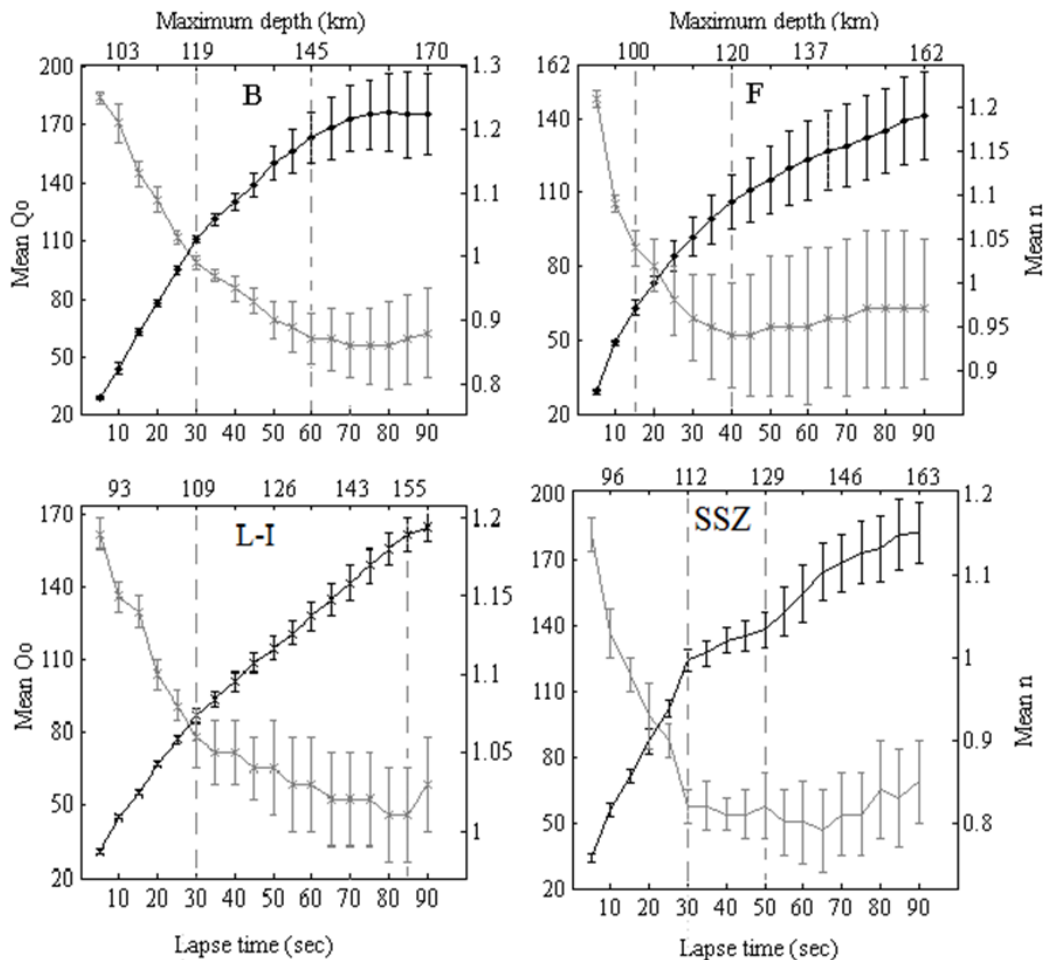 Maximum depth (km) Maximum depth (km)
103 119 145 170 100 120 137 162
200 170 140 110 80 50 20
Mean Qo
B
1.3 1.2 1.1 1 0.9 0.8
10 20 30 40 50 60 70 80 90
162 140 110 80 50 20
F
1.2 1.15 1.1 1.05 1 0.95 0.9
Mean n
10 20 30 40 50 60 70 80 90
93 109 126 143 155 96 112 129 146 163
170 140 110 80 50 20
Mean Qo
L-I
1.2 1.15 1.1 1.05 1
10 20 30 40 50 60 70 80 90
Lapse time (sec)
200 170 140 110 80 50 20
SSZ
1.2 1.1 1 0.9 0.8
Mean n
10 20 30 40 50 60 70 80 90
Lapse time (sec)